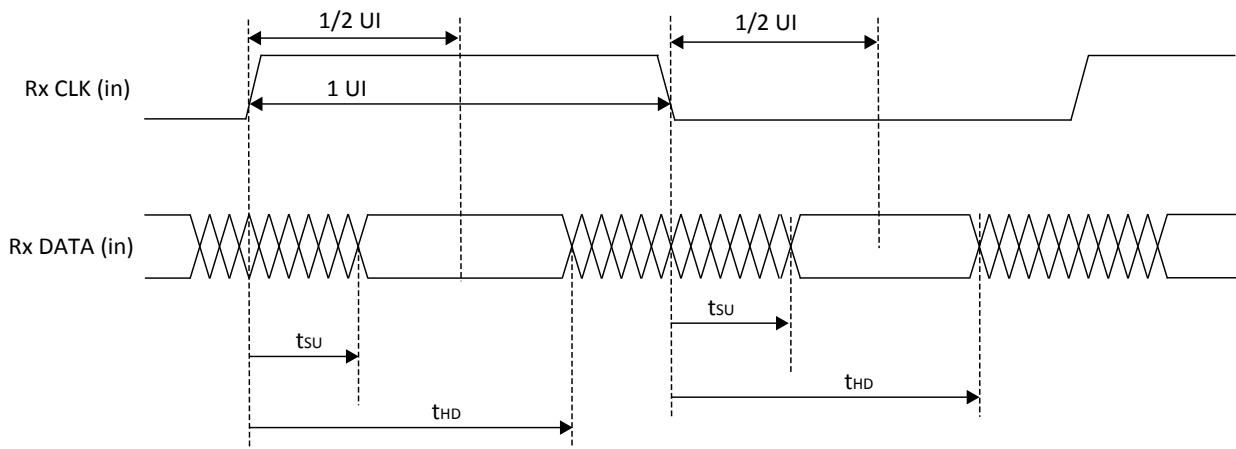 1/2 UI
1/2 UI
Rx CLK (in)
1 UI
Rx DATA (in)
tSU
tSU
tHD
tHD